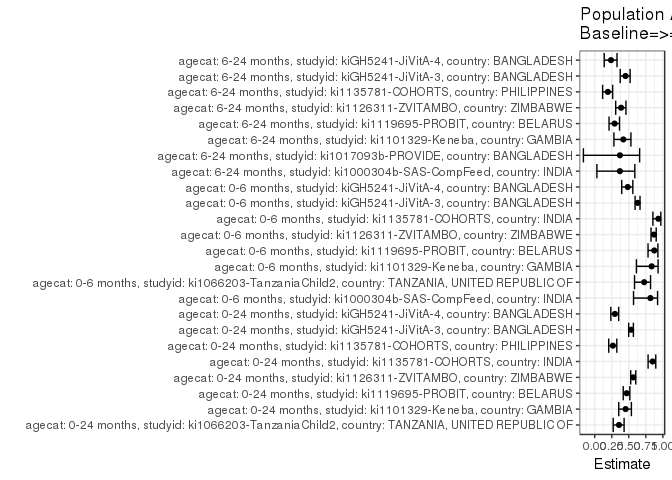 Population
Baseline=>=
agecat: 6-24 months, studyid: kiGH5241-JiVitA-4, country: BANGLADESH
agecat: 6-24 months, studyid: kiGH5241-JiVitA-3, country: BANGLADESH
agecat: 6-24 months, studyid: ki1135781-COHORTS, country: PHILIPPINES
agecat: 6-24 months, studyid: ki1126311-ZVITAMBO, country: ZIMBABWE
agecat: 6-24 months, studyid: ki1119695-PROBIT, country: BELARUS
agecat: 6-24 months, studyid: ki1101329-Keneba, country: GAMBIA
agecat: 6-24 months, studyid: ki1017093b-PROVIDE, country: BANGLADESH
agecat: 6-24 months, studyid: ki1000304b-SAS-CompFeed, country: INDIA
agecat: 0-6 months, studyid: kiGH5241-JiVitA-4, country: BANGLADESH
agecat: 0-6 months, studyid: kiGH5241-JiVitA-3, country: BANGLADESH
agecat: 0-6 months, studyid: ki1135781-COHORTS, country: INDIA
agecat: 0-6 months, studyid: ki1126311-ZVITAMBO, country: ZIMBABWE
agecat: 0-6 months, studyid: ki1119695-PROBIT, country: BELARUS
agecat: 0-6 months, studyid: ki1101329-Keneba, country: GAMBIA
agecat: 0-6 months, studyid: ki1066203-TanzaniaChild2, country: TANZANIA, UNITED REPUBLIC OF
agecat: 0-6 months, studyid: ki1000304b-SAS-CompFeed, country: INDIA
agecat: 0-24 months, studyid: kiGH5241-JiVitA-4, country: BANGLADESH
agecat: 0-24 months, studyid: kiGH5241-JiVitA-3, country: BANGLADESH
agecat: 0-24 months, studyid: ki1135781-COHORTS, country: PHILIPPINES
agecat: 0-24 months, studyid: ki1135781-COHORTS, country: INDIA
agecat: 0-24 months, studyid: ki1126311-ZVITAMBO, country: ZIMBABWE
agecat: 0-24 months, studyid: ki1119695-PROBIT, country: BELARUS
agecat: 0-24 months, studyid: ki1101329-Keneba, country: GAMBIA
agecat: 0-24 months, studyid: ki1066203-TanzaniaChild2, country: TANZANIA, UNITED REPUBLIC OF
0.00 0.25 0.50 0.75 1.00
Estimate